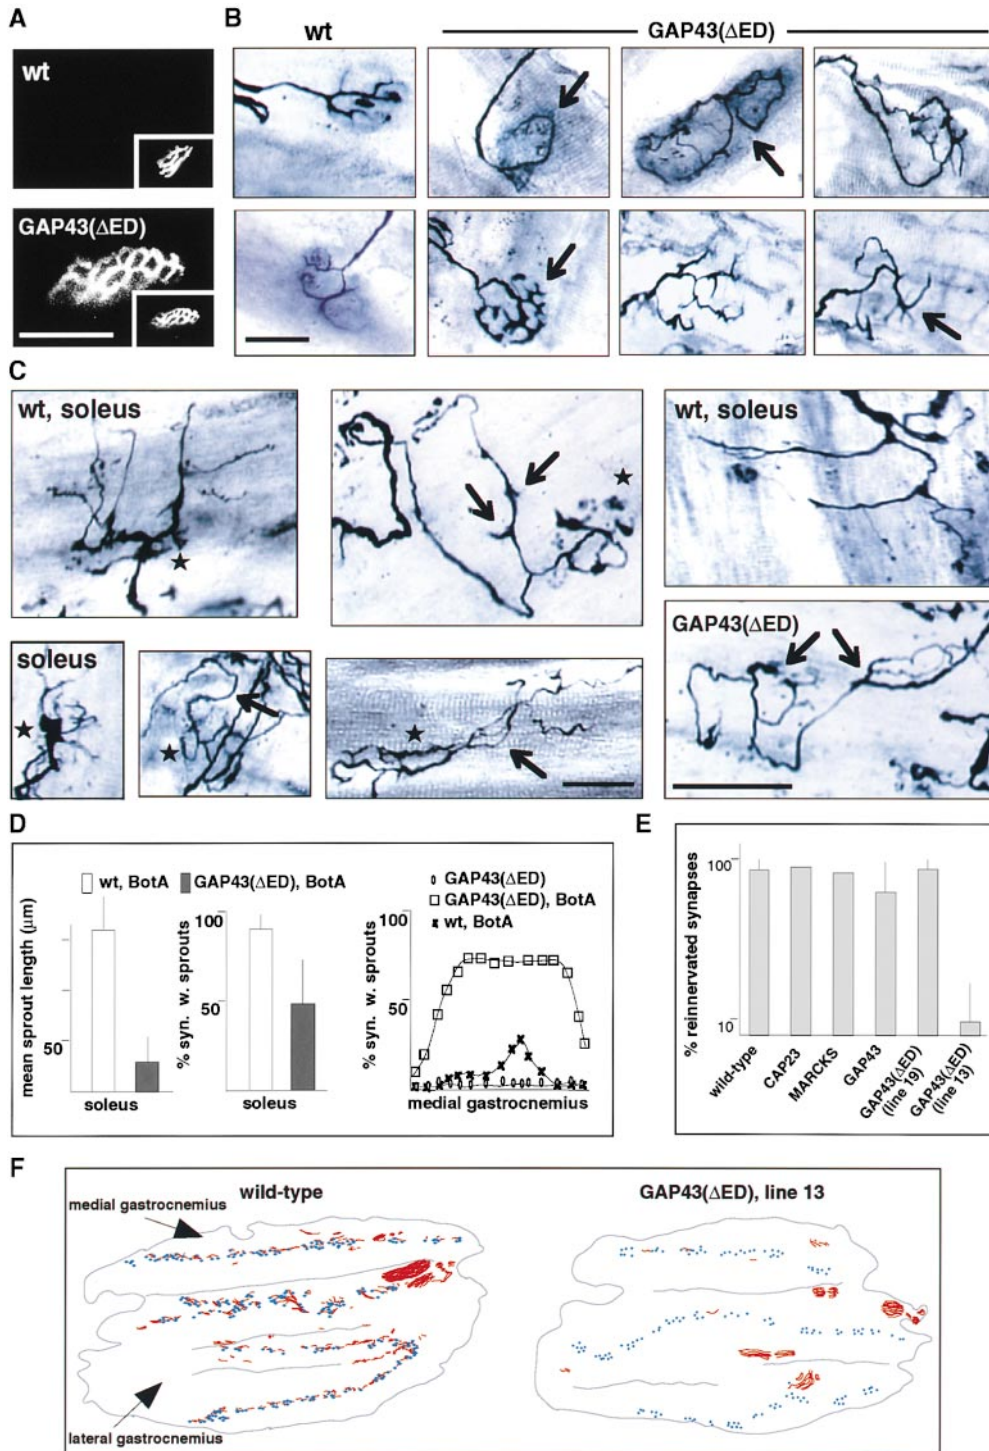 A
B
wt
GAP43(ΔED)
wt
GAP43(ΔED)
C
wt, soleus
wt, soleus
soleus
GAP43(ΔED)
D
E
wt, BotA
GAP43(ΔED), BotA
mean sprout length (μm)
50
soleus
% syn. w. sprouts
100
50
soleus
GAP43(ΔED)
GAP43(ΔED), BotA
wt, BotA
% syn. w. sprouts
100
50
medial gastrocnemius
% reinnervated synapses
100
10
wild-type
CAP23
MARCKS
GAP43
GAP43(ΔED)
(line 19)
GAP43(ΔED)
(line 13)
F
wild-type
GAP43(ΔED), line 13
medial gastrocnemius
lateral gastrocnemius